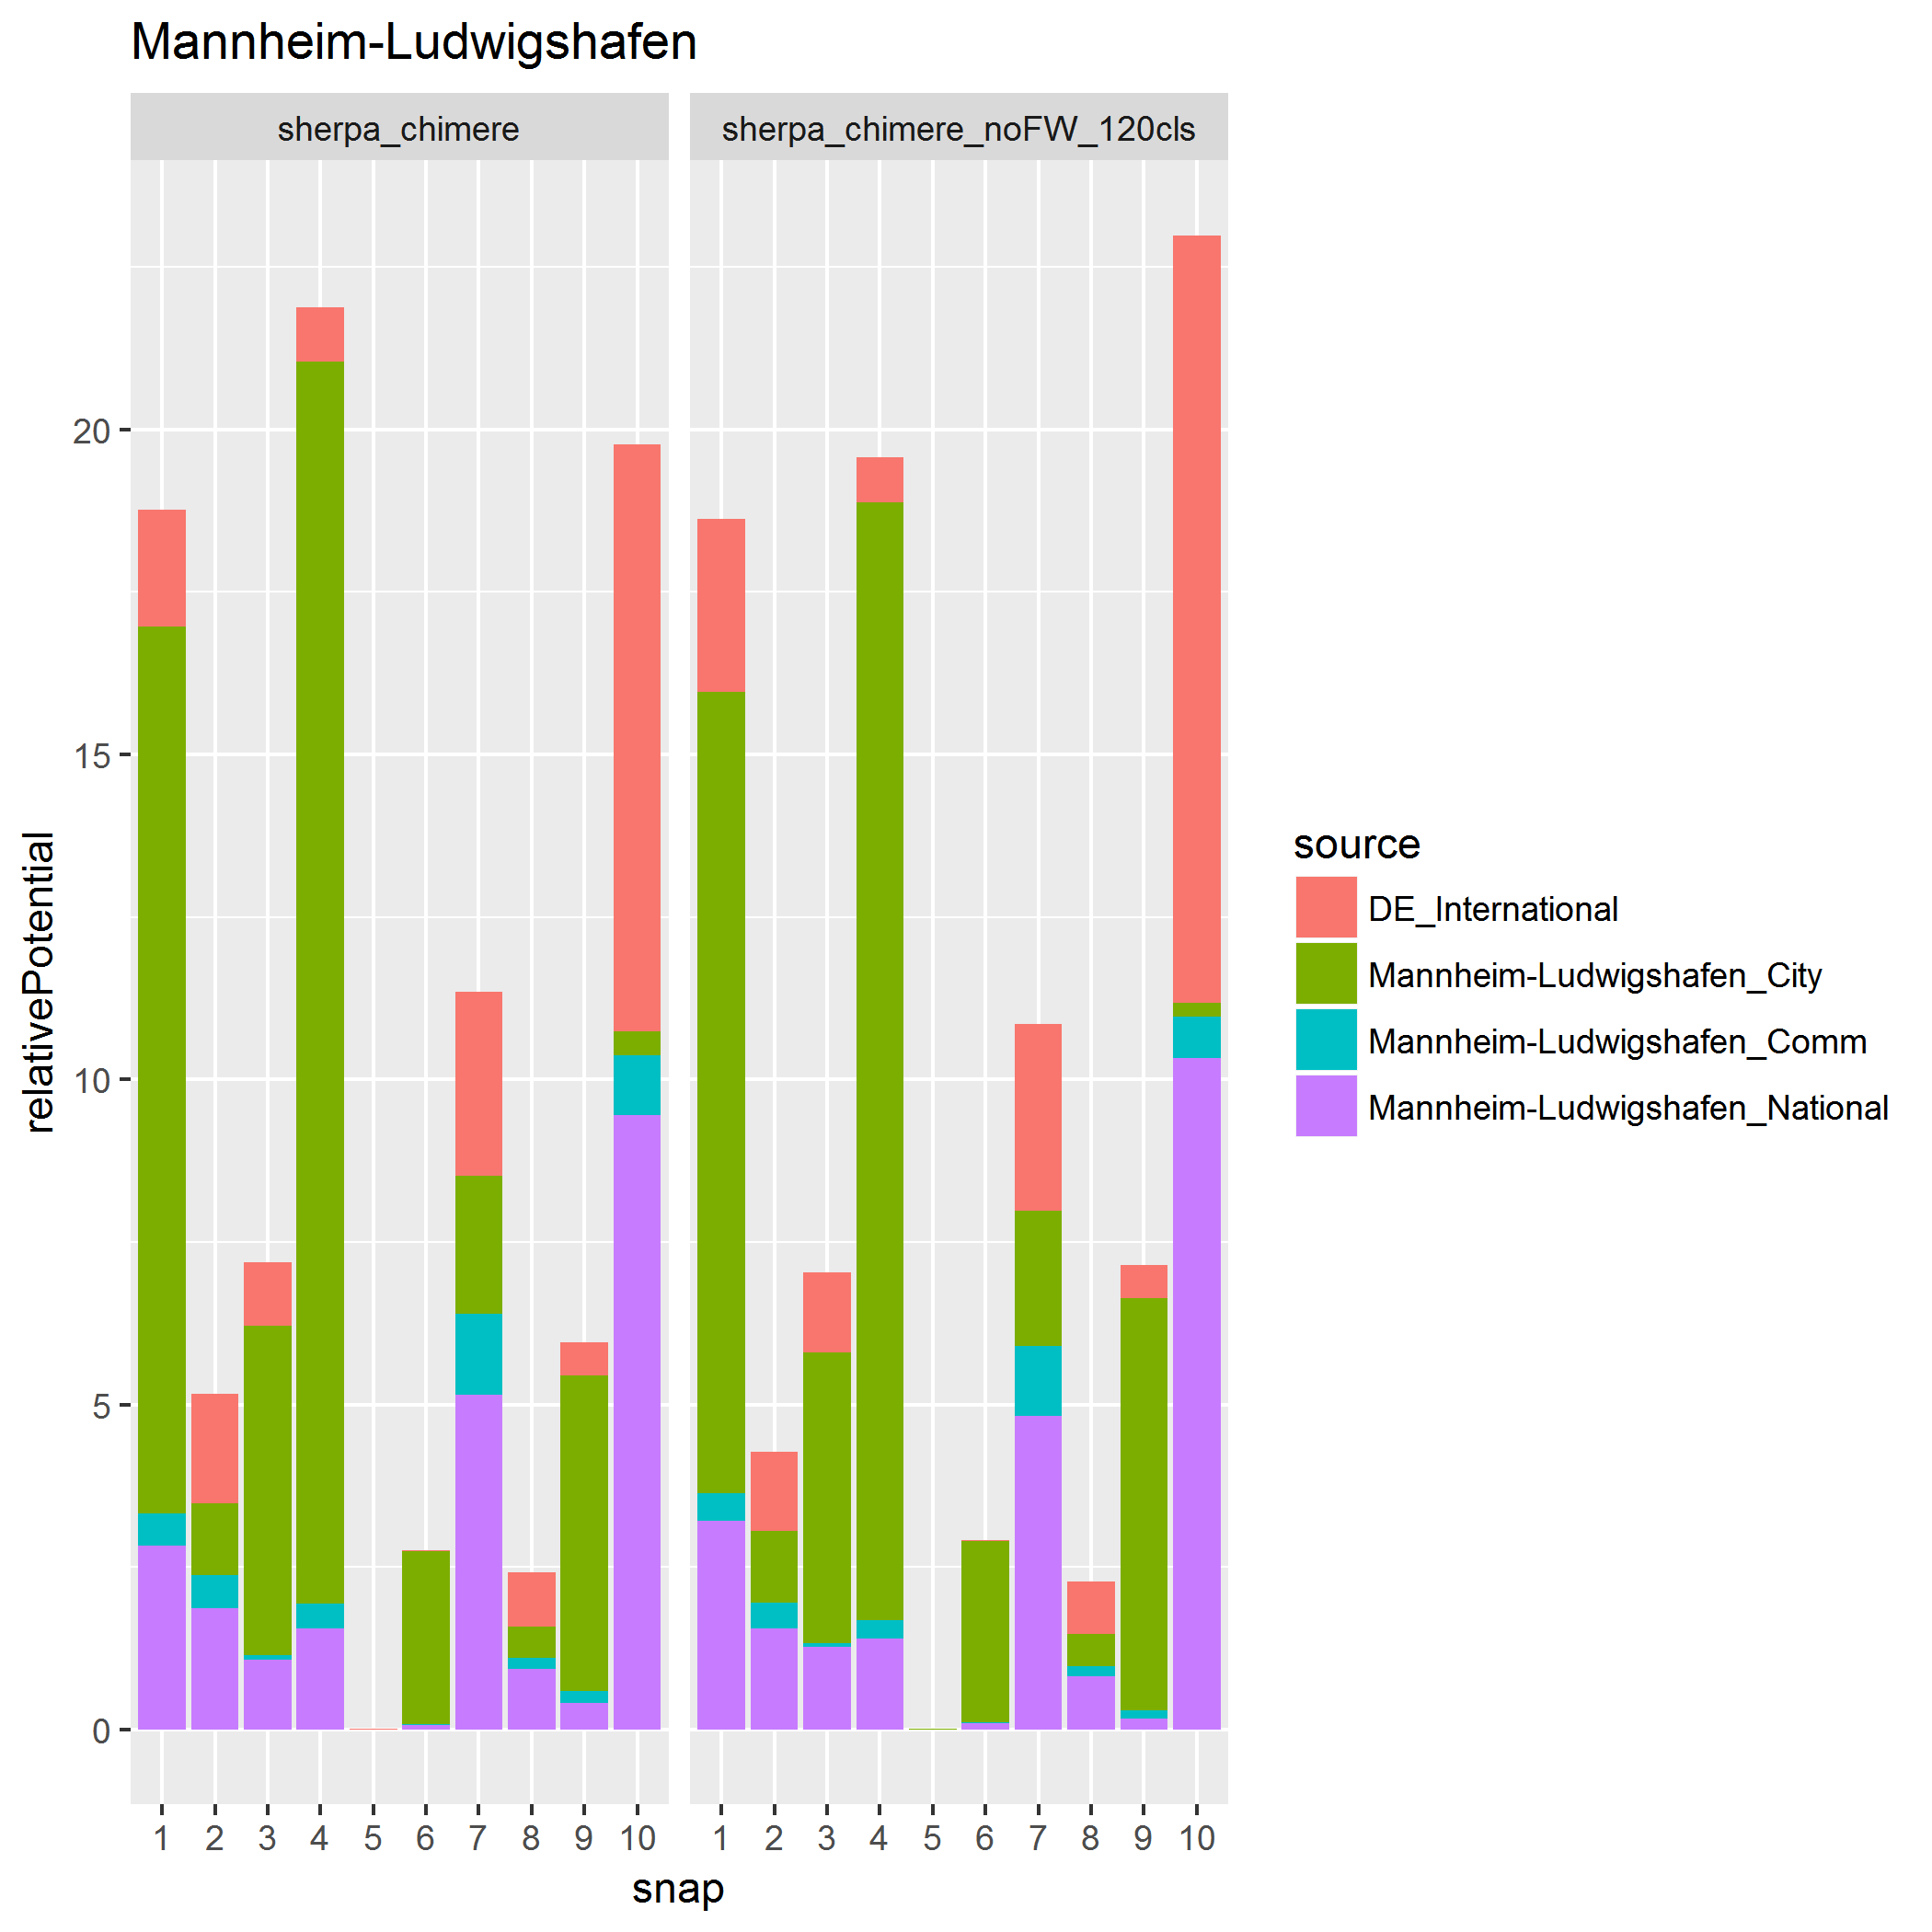 Mannheim-Ludwigshafen
sherpa_chimere
sherpa_chimere_noFW_120cls
20
15
10
5
0
relativePotential
1 2 3 4 5 6 7 8 9 10
1 2 3 4 5 6 7 8 9 10
snap
source
DE_International
Mannheim-Ludwigshafen_City
Mannheim-Ludwigshafen_Comm
Mannheim-Ludwigshafen_National